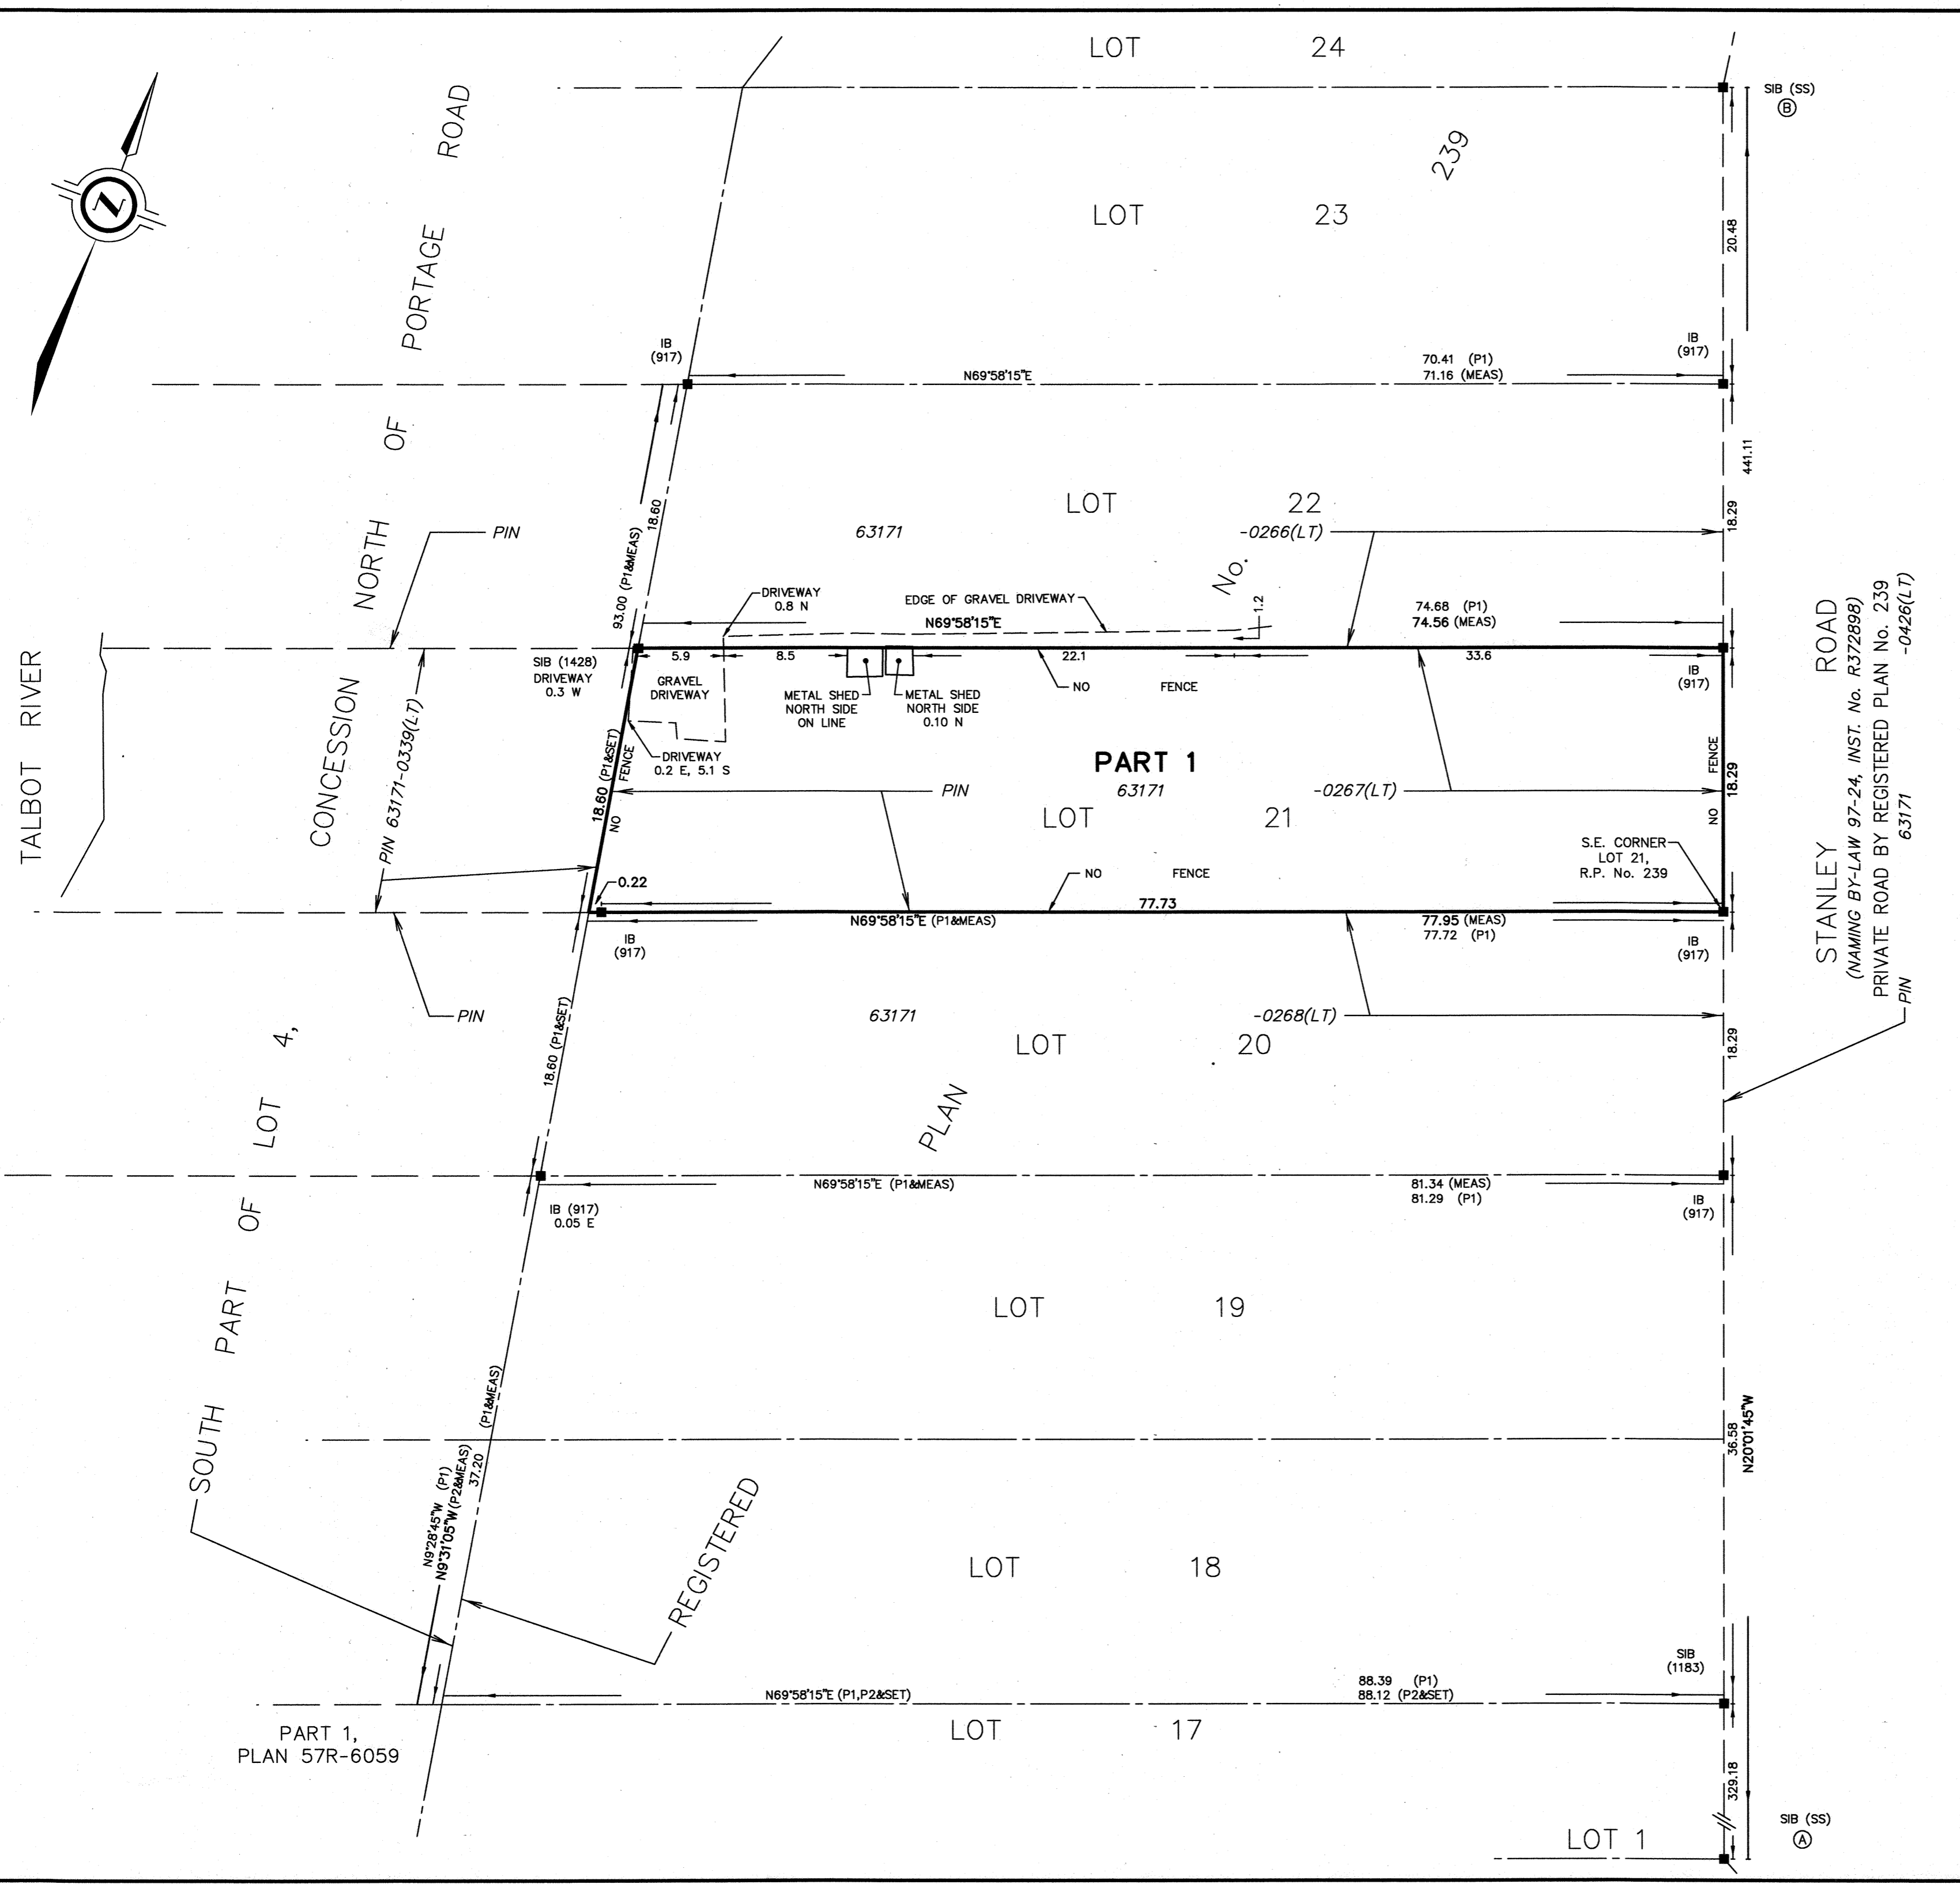 LOT 24
SIB (SS)
B
N
ROAD
PORTAGE
OF
NORTH
CONCESSION
LOT 4,
OF
PART
SOUTH
239
LOT 23
20.48
IB
(917)
N69°58'15"E
70.41 (P1)
71.16 (MEAS)
IB
(917)
441.11
LOT 22
18.29
18.60
93.00 (P1&MEAS)
PIN
63171
-0266(LT)
No.
DRIVEWAY
0.8 N
EDGE OF GRAVEL DRIVEWAY
1.2
N69°58'15"E
74.68 (P1)
74.56 (MEAS)
TALBOT RIVER
SIB (1428)
DRIVEWAY
0.3 W
5.9
8.5
22.1
33.6
GRAVEL
DRIVEWAY
METAL SHED
NORTH SIDE
ON LINE
METAL SHED
NORTH SIDE
0.10 N
NO FENCE
IB
(917)
PIN 63171-0339(LT)
18.60 (P1&SET)
NO FENCE
DRIVEWAY
0.2 E, 5.1 S
PART 1
63171
PIN
-0267(LT)
LOT 21
NO FENCE
18.29
S.E. CORNER
LOT 21,
R.P. No. 239
STANLEY ROAD
(NAMING BY-LAW 97-24, INST. No. R372898)
PRIVATE ROAD BY REGISTERED PLAN No. 239
PIN 63171 -0426(LT)
0.22
NO FENCE
77.73
N69°58'15"E (P1&MEAS)
77.95 (MEAS)
77.72 (P1)
IB
(917)
IB
(917)
PIN
63171
-0268(LT)
18.60 (P1&SET)
LOT 20
18.29
PLAN
N69°58'15"E (P1&MEAS)
81.34 (MEAS)
81.29 (P1)
IB (917)
0.05 E
IB
(917)
LOT 19
37.20 (P1&MEAS)
N9°28'45"W (P1)
N9°31'05"W (P2&MEAS)
36.58
N20°01'45"W
REGISTERED
LOT 18
SIB
(1183)
N69°58'15"E (P1,P2&SET)
88.39 (P1)
88.12 (P2&SET)
PART 1,
PLAN 57R-6059
LOT 17
329.18
SIB (SS)
A
LOT 1